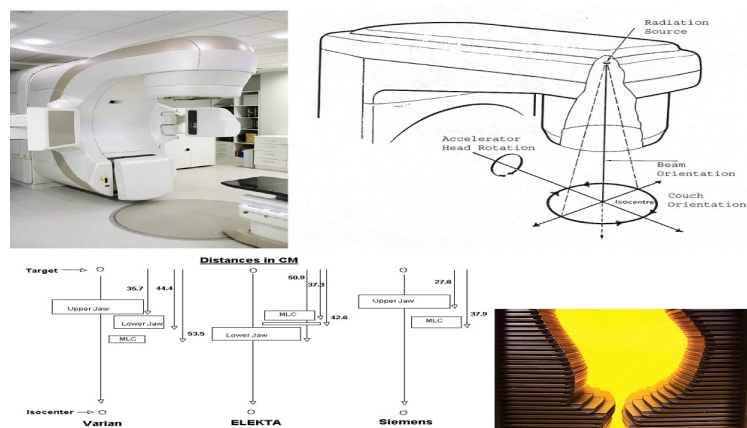 Radiation
Source
Accelerator
Head Rotation
Beam
Orientation
Couch
Orientation
Isocentre
Distances in CM
Target
35.7
44.4
53.5
Upper Jaw
Lower Jaw
MLC
50.9
37.3
42.6
MLC
Lower Jaw
27.8
37.9
Upper Jaw
MLC
Isocenter
Varian
ELEKTA
Siemens